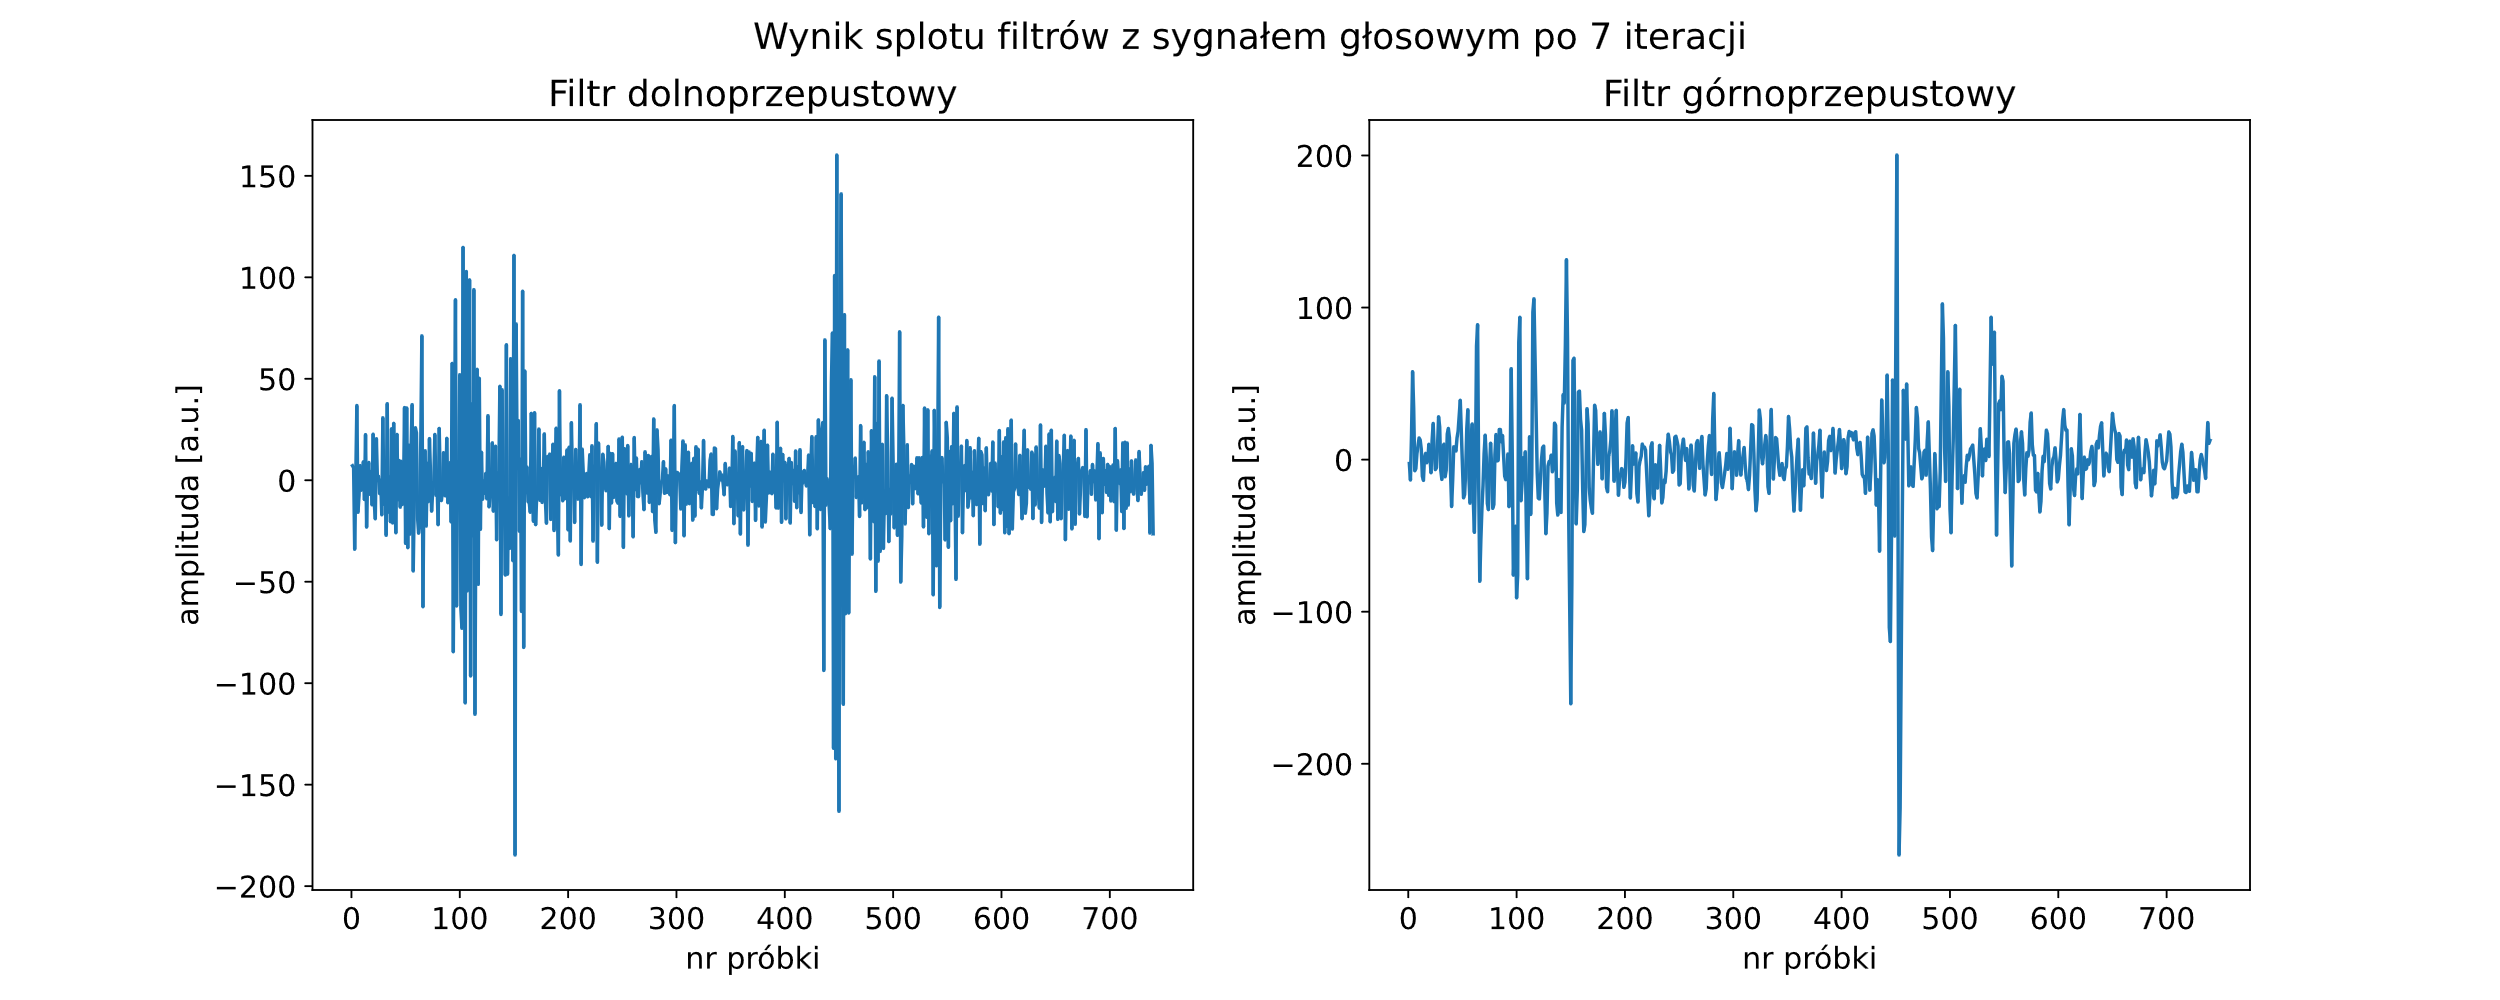 Wynik splotu filtrów z sygnałem głosowym po 7 iteracji
Filtr dolnoprzepustowy
150
100
50
0
−50
−100
−150
−200
amplituda [a.u.]
0 100 200 300 400 500 600 700
nr próbki
Filtr górnoprzepustowy
200
100
0
−100
−200
amplituda [a.u.]
0 100 200 300 400 500 600 700
nr próbki